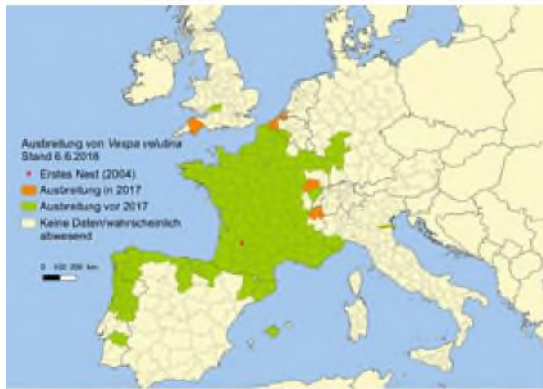 Ausbreitung von Vespa velutina
Stand 6.6.2018
Erstes Nest (2004)
Ausbreitung in 2017
Ausbreitung vor 2017
Keine Daten/wahrscheinlich
abwesend
0 100 200 km